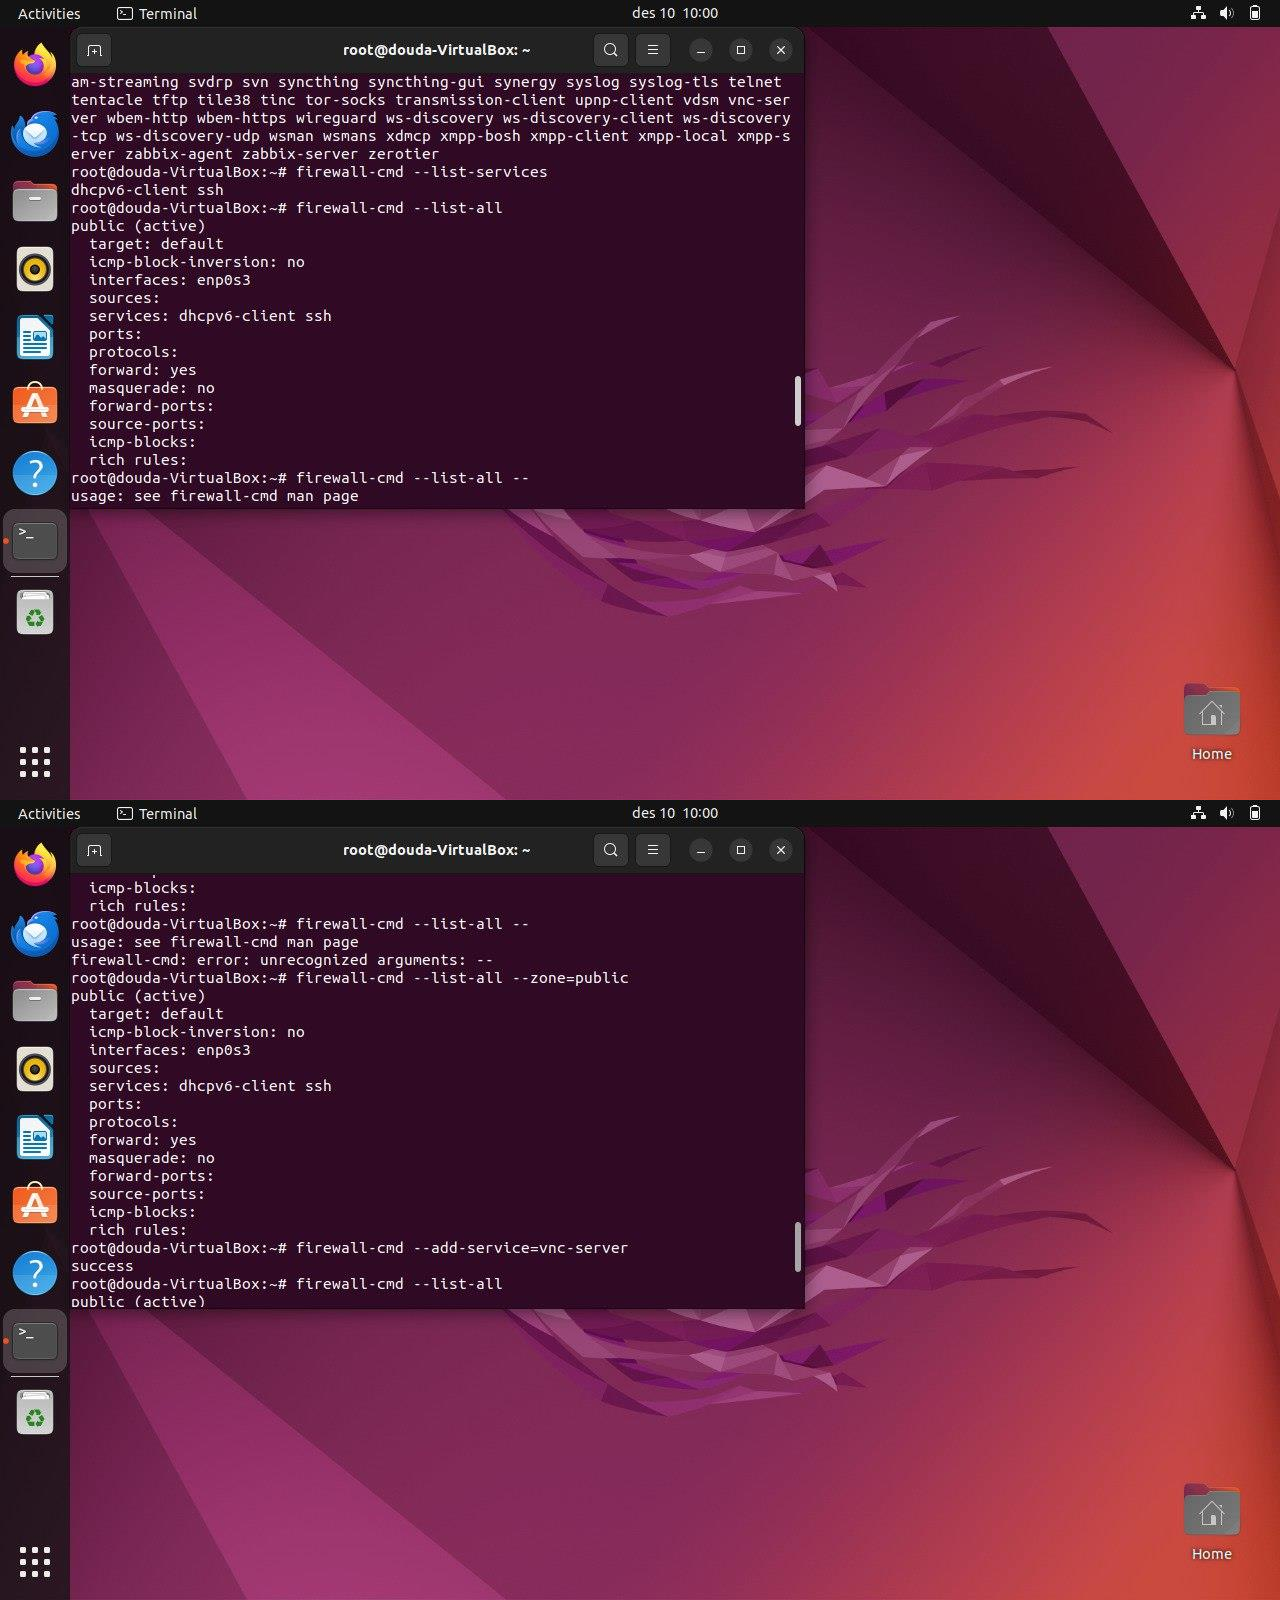 Activities Terminal des 10 10:00
root@douda-VirtualBox: ~
am-streaming svdrp svn syncthing syncthing-gui synergy syslog syslog-tls telnet
tentacle tftp tile38 tinc tor-socks transmission-client upnp-client vdsm vnc-ser
ver wbem-http wbem-https wireguard ws-discovery ws-discovery-client ws-discovery
-tcp ws-discovery-udp wsman wsmans xdmcp xmpp-bosh xmpp-client xmpp-local xmpp-s
erver zabbix-agent zabbix-server zerotier
root@douda-VirtualBox:~# firewall-cmd --list-services
dhcpv6-client ssh
root@douda-VirtualBox:~# firewall-cmd --list-all
public (active)
  target: default
  icmp-block-inversion: no
  interfaces: enp0s3
  sources:
  services: dhcpv6-client ssh
  ports:
  protocols:
  forward: yes
  masquerade: no
  forward-ports:
  source-ports:
  icmp-blocks:
  rich rules:
root@douda-VirtualBox:~# firewall-cmd --list-all --
usage: see firewall-cmd man page
Home
Activities Terminal des 10 10:00
root@douda-VirtualBox: ~
  icmp-blocks:
  rich rules:
root@douda-VirtualBox:~# firewall-cmd --list-all --
usage: see firewall-cmd man page
firewall-cmd: error: unrecognized arguments: --
root@douda-VirtualBox:~# firewall-cmd --list-all --zone=public
public (active)
  target: default
  icmp-block-inversion: no
  interfaces: enp0s3
  sources:
  services: dhcpv6-client ssh
  ports:
  protocols:
  forward: yes
  masquerade: no
  forward-ports:
  source-ports:
  icmp-blocks:
  rich rules:
root@douda-VirtualBox:~# firewall-cmd --add-service=vnc-server
success
root@douda-VirtualBox:~# firewall-cmd --list-all
public (active)
Home